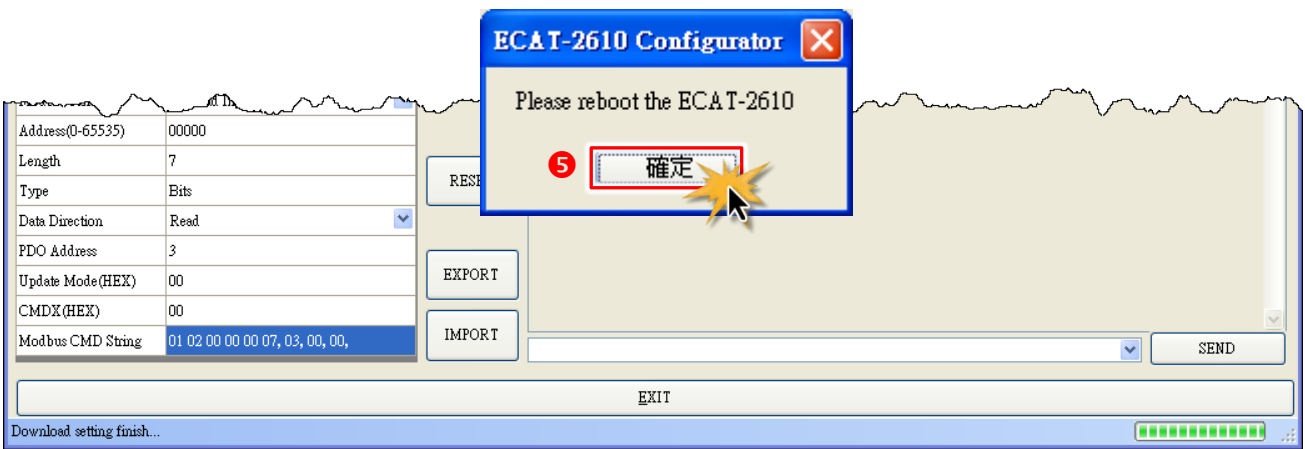 ECAT-2610 Configurator
Please reboot the ECAT-2610
❺ 確定
Address(0-65535) 00000
Length 7
Type Bits
Data Direction Read
PDO Address 3
Update Mode(HEX) 00
CMDX(HEX) 00
Modbus CMD String 01 02 00 00 00 07, 03, 00, 00,
EXPORT
IMPORT
SEND
EXIT
Download setting finish...